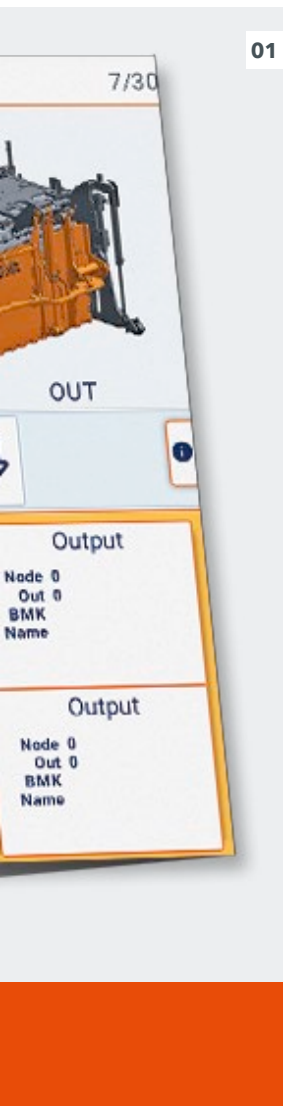 01
7/30
OUT
Output
Node 0
Out 0
BMK
Name
Output
Node 0
Out 0
BMK
Name